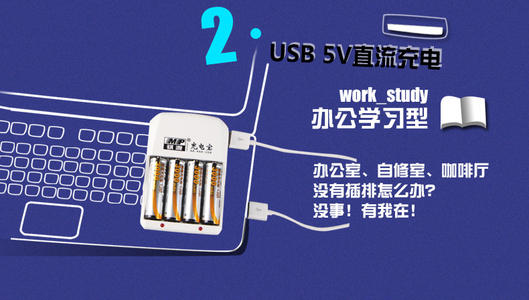 2.
USB 5V直流充电
work_study
办公学习型
办公室、自修室、咖啡厅
没有插排怎么办？
没事！有我在！
充电宝